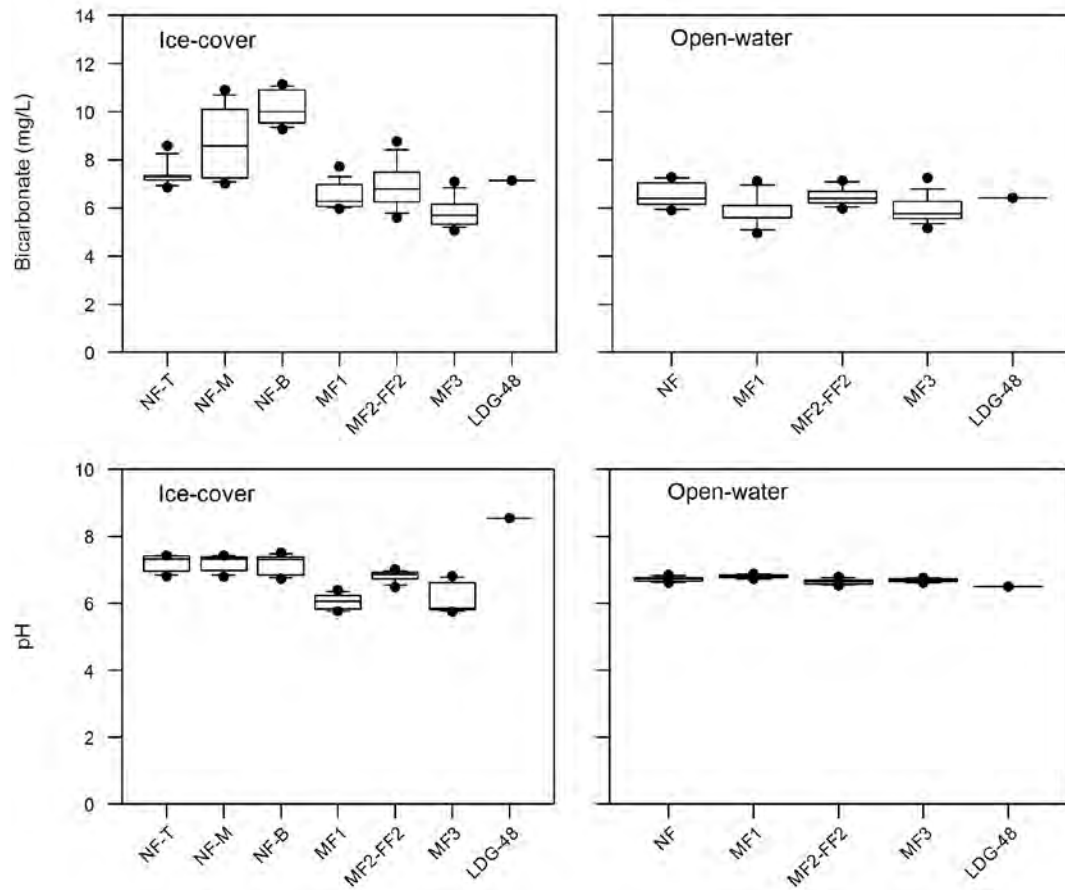 Bicarbonate (mg/L)
14
12
10
8
6
4
2
0
Ice-cover
NF-T
NF-M
NF-B
MF1
MF2-FF2
MF3
LDG-48
Open-water
NF
MF1
MF2-FF2
MF3
LDG-48
pH
10
8
6
4
2
0
Ice-cover
NF-T
NF-M
NF-B
MF1
MF2-FF2
MF3
LDG-48
Open-water
NF
MF1
MF2-FF2
MF3
LDG-48